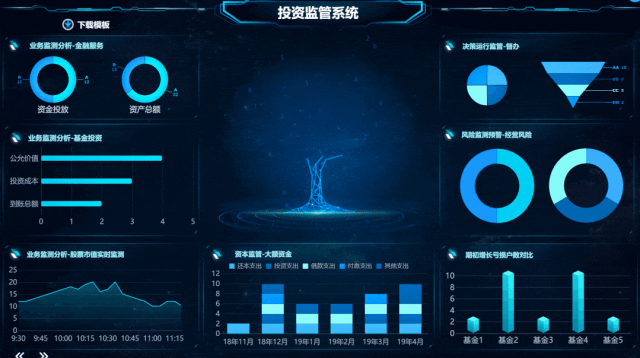 投资监管系统
下载模板
业务监测分析-金融服务
资金投放
资产总额
业务监测分析-基金投资
公允价值
投资成本
到账总额
0 1 2 3 4 5
业务监测分析-股票市值实时监测
25
20
15
10
5
0
9:30 9:45 10:00 10:15 10:30 10:45 11:00 11:15
资本监管-大额资金
还本支出 投资支出 借款支出 付息支出 其他支出
12
10
8
6
4
2
0
18年11月 18年12月 19年1月 19年2月 19年3月 19年4月
决策运行监管-督办
风险监测预警-经营风险
期初增长亏损户数对比
10
8
6
4
2
0
基金1 基金2 基金3 基金4 基金5